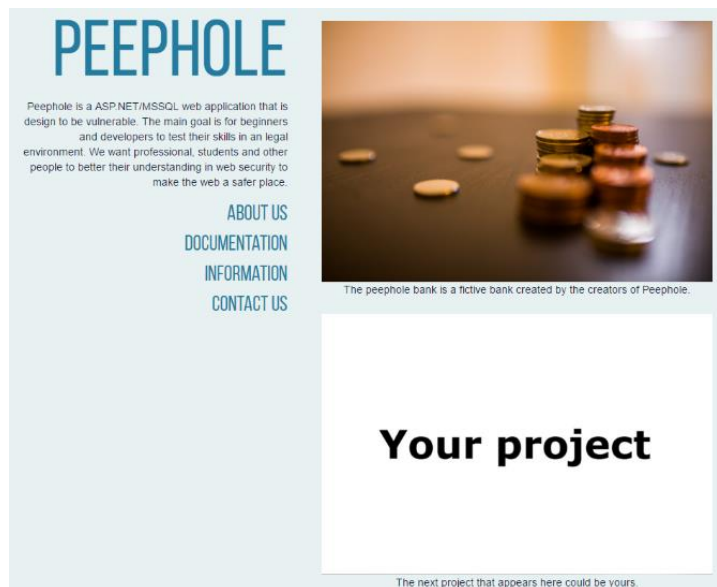 PEEPHOLE
Peephole is a ASP.NET/MSSQL web application that is
design to be vulnerable. The main goal is for beginners
and developers to test their skills in an legal
environment. We want professional, students and other
people to better their understanding in web security to
make the web a safer place.
ABOUT US
DOCUMENTATION
INFORMATION
CONTACT US
The peephole bank is a fictive bank created by the creators of Peephole.
Your project
The next project that appears here could be yours.